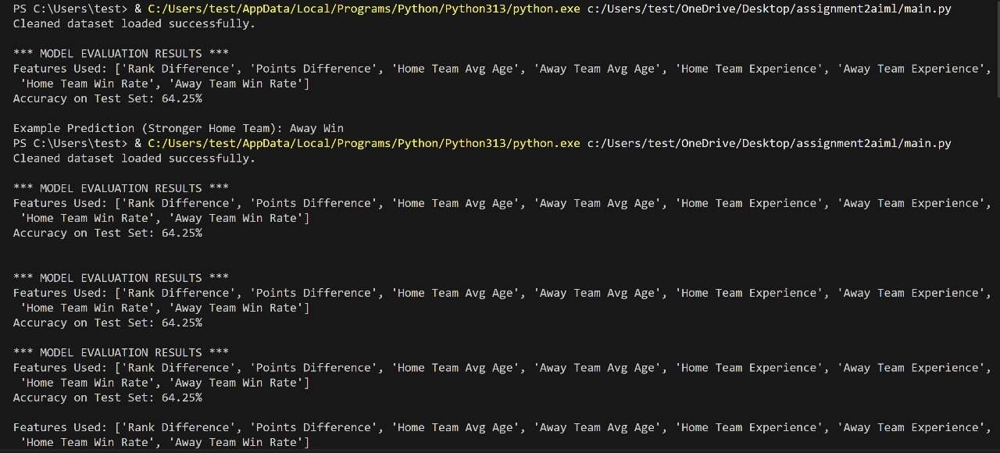 PS C:\Users\test> & C:/Users/test/AppData/Local/Programs/Python/Python313/python.exe c:/Users/test/OneDrive/Desktop/assignment2aiml/main.py
Cleaned dataset loaded successfully.
*** MODEL EVALUATION RESULTS ***
Features Used: ['Rank Difference', 'Points Difference', 'Home Team Avg Age', 'Away Team Avg Age', 'Home Team Experience', 'Away Team Experience',
'Home Team Win Rate', 'Away Team Win Rate']
Accuracy on Test Set: 64.25%
Example Prediction (Stronger Home Team): Away Win
PS C:\Users\test> & C:/Users/test/AppData/Local/Programs/Python/Python313/python.exe c:/Users/test/OneDrive/Desktop/assignment2aiml/main.py
Cleaned dataset loaded successfully.
*** MODEL EVALUATION RESULTS ***
Features Used: ['Rank Difference', 'Points Difference', 'Home Team Avg Age', 'Away Team Avg Age', 'Home Team Experience', 'Away Team Experience',
'Home Team Win Rate', 'Away Team Win Rate']
Accuracy on Test Set: 64.25%
*** MODEL EVALUATION RESULTS ***
Features Used: ['Rank Difference', 'Points Difference', 'Home Team Avg Age', 'Away Team Avg Age', 'Home Team Experience', 'Away Team Experience',
'Home Team Win Rate', 'Away Team Win Rate']
Accuracy on Test Set: 64.25%
*** MODEL EVALUATION RESULTS ***
Features Used: ['Rank Difference', 'Points Difference', 'Home Team Avg Age', 'Away Team Avg Age', 'Home Team Experience', 'Away Team Experience',
'Home Team Win Rate', 'Away Team Win Rate']
Accuracy on Test Set: 64.25%
Features Used: ['Rank Difference', 'Points Difference', 'Home Team Avg Age', 'Away Team Avg Age', 'Home Team Experience', 'Away Team Experience',
'Home Team Win Rate', 'Away Team Win Rate']